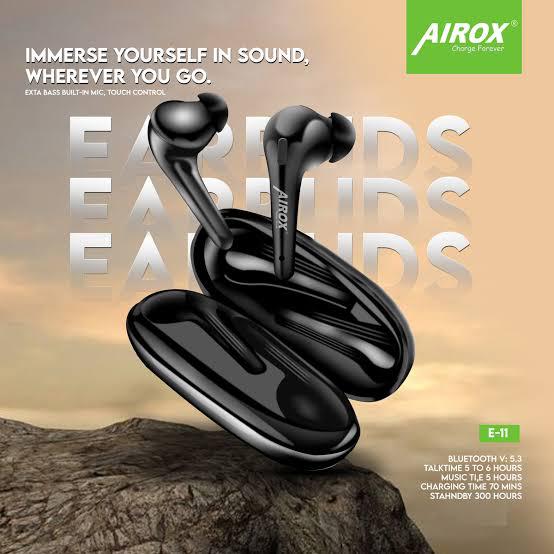 AIROX®
Charge Forever
IMMERSE YOURSELF IN SOUND,
WHEREVER YOU GO.
EXTA BASS BUILT-IN MIC, TOUCH CONTROL
EARBUDS
EARBUDS
EARBUDS
AIROX
E-11
BLUETOOTH V: 5.3
TALKTIME 5 TO 6 HOURS
MUSIC TI,E 5 HOURS
CHARGING TIME 70 MINS
STAHNDBY 300 HOURS